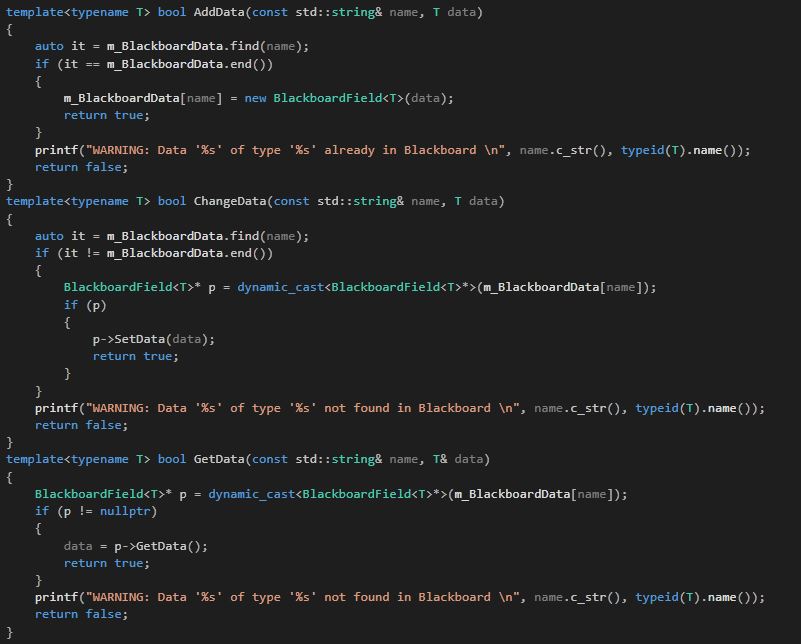 template<typename T> bool AddData(const std::string& name, T data)
{
    auto it = m_BlackboardData.find(name);
    if (it == m_BlackboardData.end())
    {
        m_BlackboardData[name] = new BlackboardField<T>(data);
        return true;
    }
    printf("WARNING: Data '%s' of type '%s' already in Blackboard \n", name.c_str(), typeid(T).name());
    return false;
}
template<typename T> bool ChangeData(const std::string& name, T data)
{
    auto it = m_BlackboardData.find(name);
    if (it != m_BlackboardData.end())
    {
        BlackboardField<T>* p = dynamic_cast<BlackboardField<T>*>(m_BlackboardData[name]);
        if (p)
        {
            p->SetData(data);
            return true;
        }
    }
    printf("WARNING: Data '%s' of type '%s' not found in Blackboard \n", name.c_str(), typeid(T).name());
    return false;
}
template<typename T> bool GetData(const std::string& name, T& data)
{
    BlackboardField<T>* p = dynamic_cast<BlackboardField<T>*>(m_BlackboardData[name]);
    if (p != nullptr)
    {
        data = p->GetData();
        return true;
    }
    printf("WARNING: Data '%s' of type '%s' not found in Blackboard \n", name.c_str(), typeid(T).name());
    return false;
}